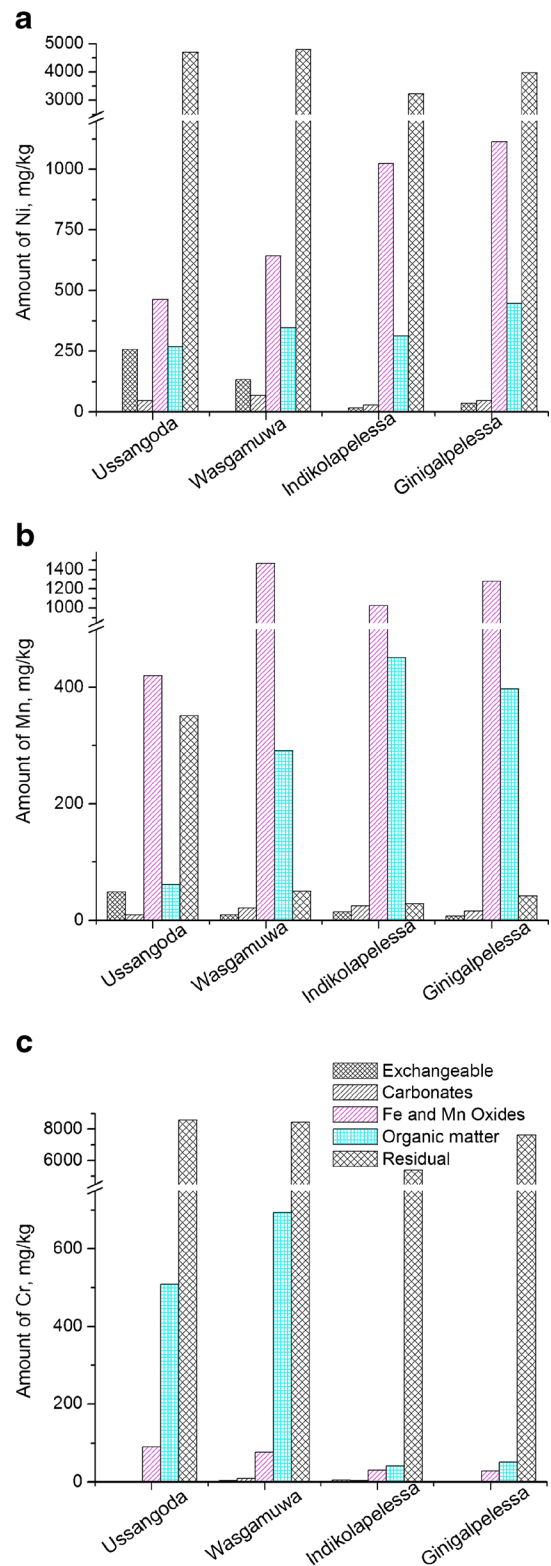 a
5000
4000
3000
1000
750
500
250
0
Amount of Ni, mg/kg
Ussangoda
Wasgamuwa
Indikolapelessa
Ginigalpelessa
b
1400
1200
1000
400
200
0
Amount of Mn, mg/kg
Ussangoda
Wasgamuwa
Indikolapelessa
Ginigalpelessa
c
Exchangeable
Carbonates
Fe and Mn Oxides
Organic matter
Residual
8000
6000
600
400
200
0
Amount of Cr, mg/kg
Ussangoda
Wasgamuwa
Indikolapelessa
Ginigalpelessa